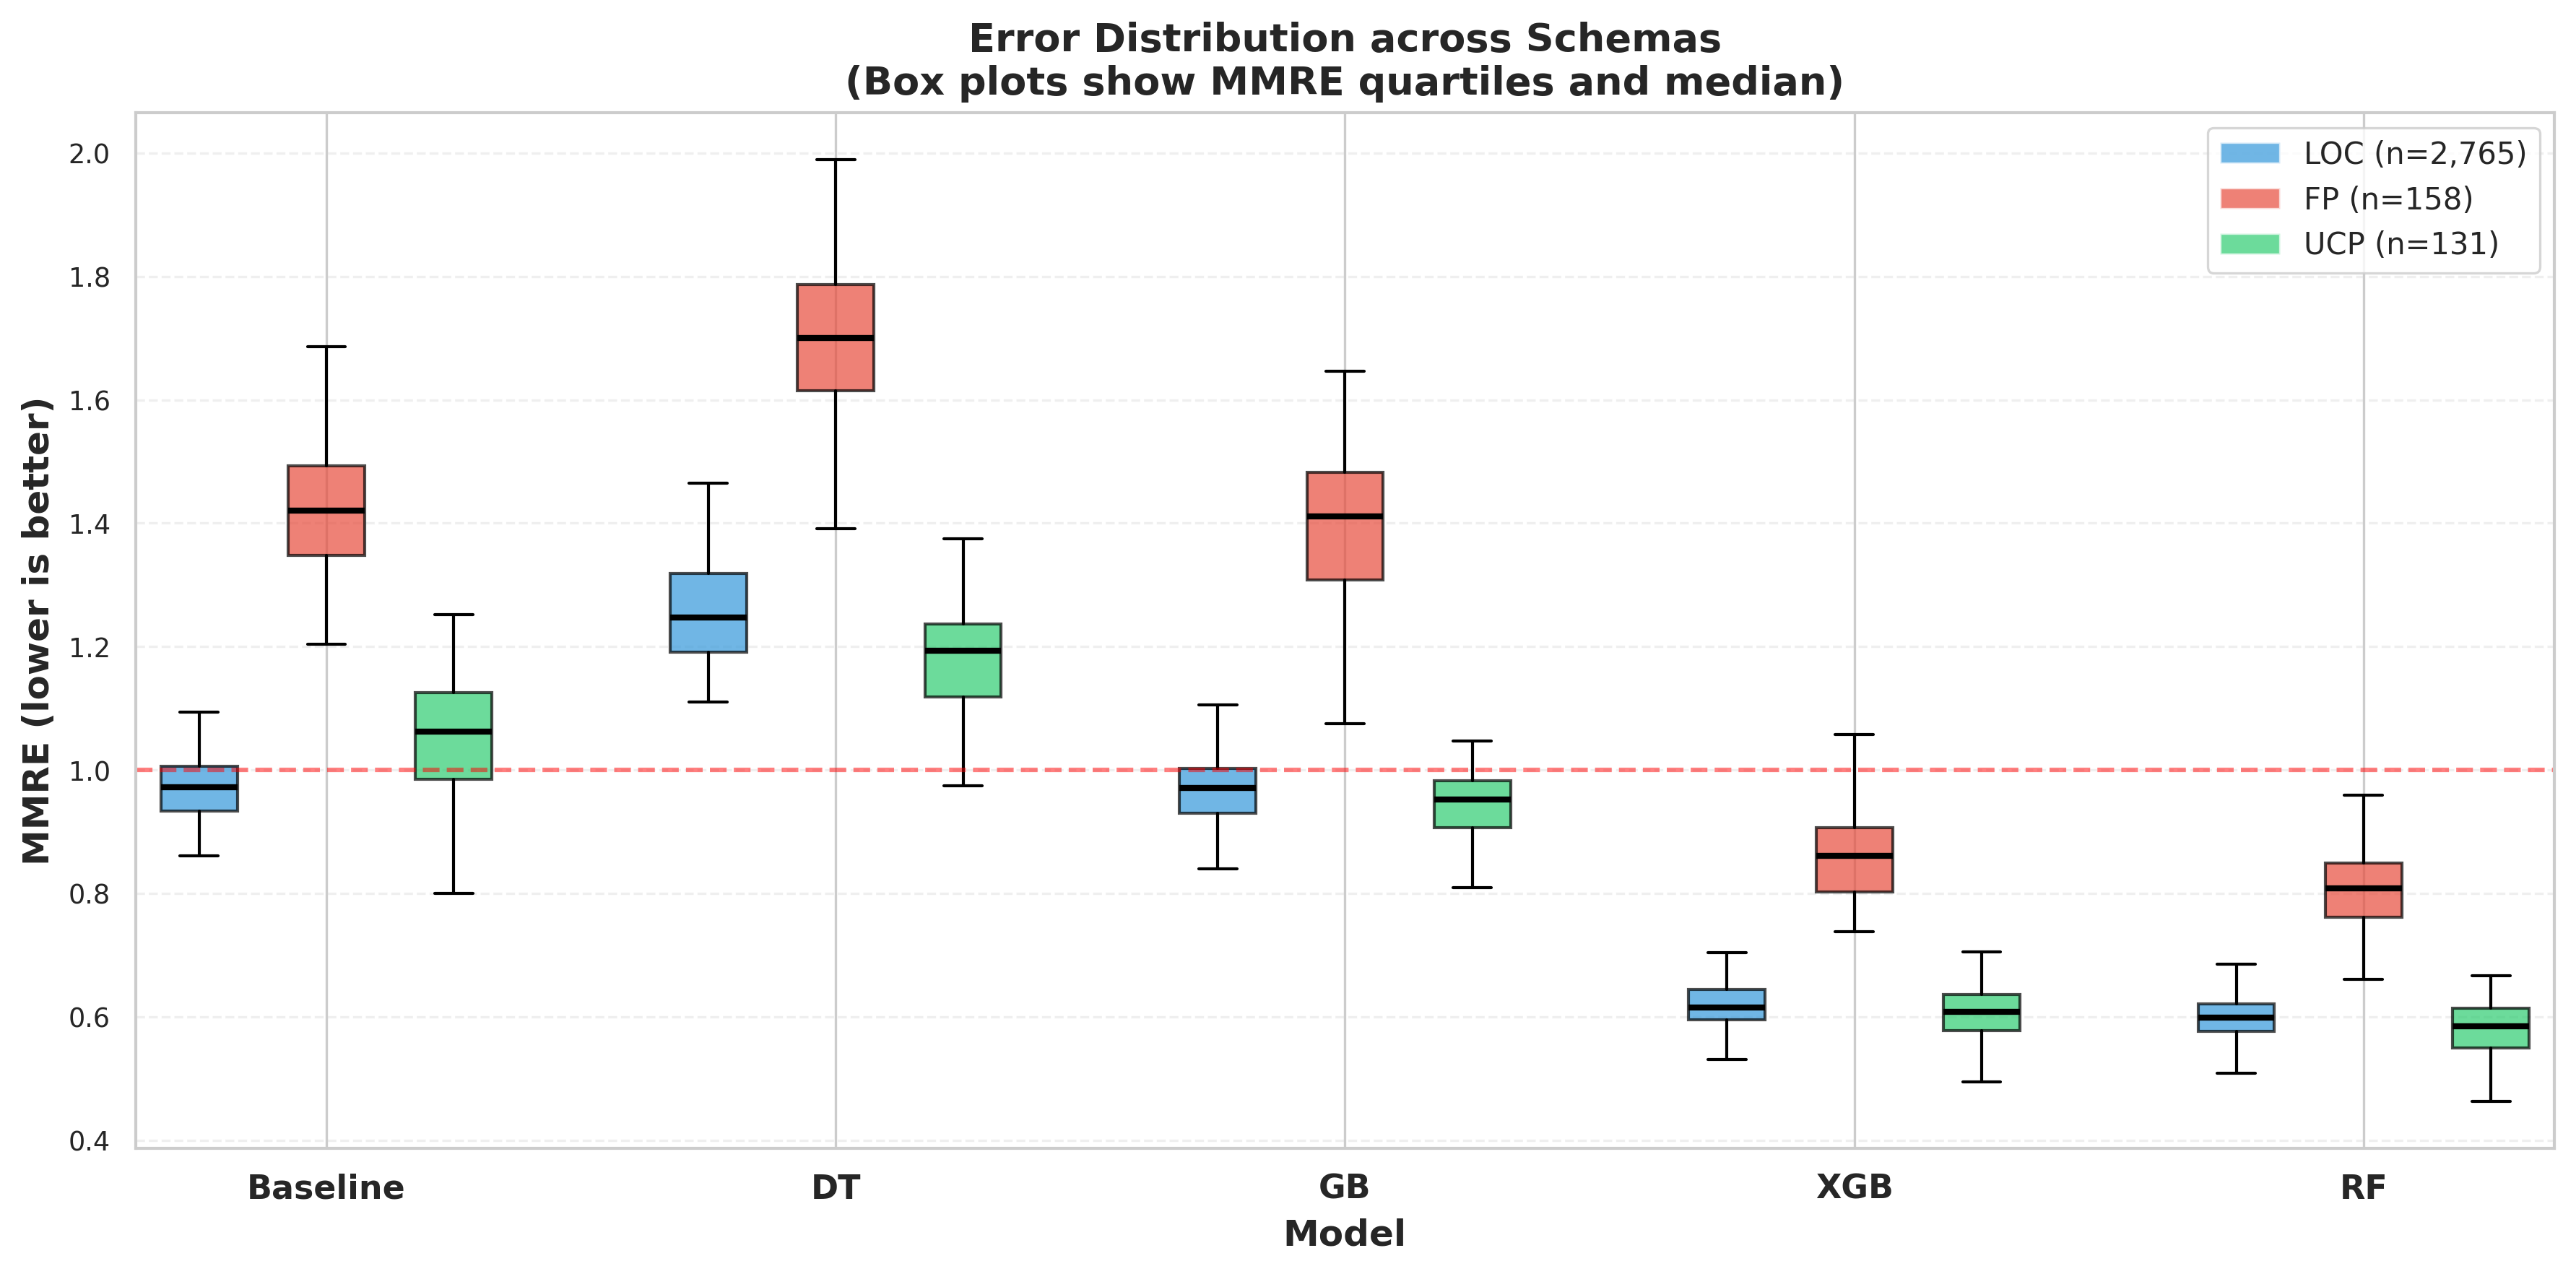 Error Distribution across Schemas
(Box plots show MMRE quartiles and median)
MMRE (lower is better)
2.0
1.8
1.6
1.4
1.2
1.0
0.8
0.6
0.4
LOC (n=2,765)
FP (n=158)
UCP (n=131)
Baseline
DT
GB
XGB
RF
Model